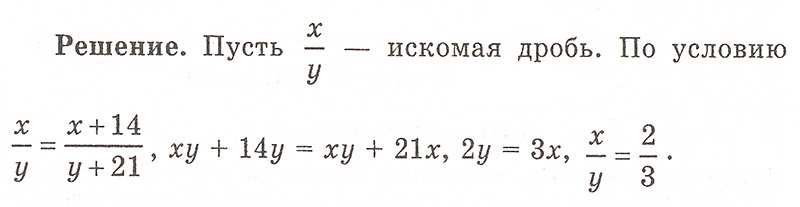 Решение. Пусть x/y — искомая дробь. По условию
x/y = (x+14)/(y+21), xy + 14y = xy + 21x, 2y = 3x, x/y = 2/3.